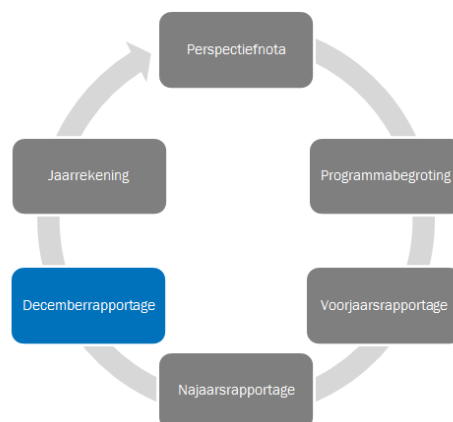 Perspectiefnota
Programmabegroting
Voorjaarsrapportage
Najaarsrapportage
Decemberrapportage
Jaarrekening